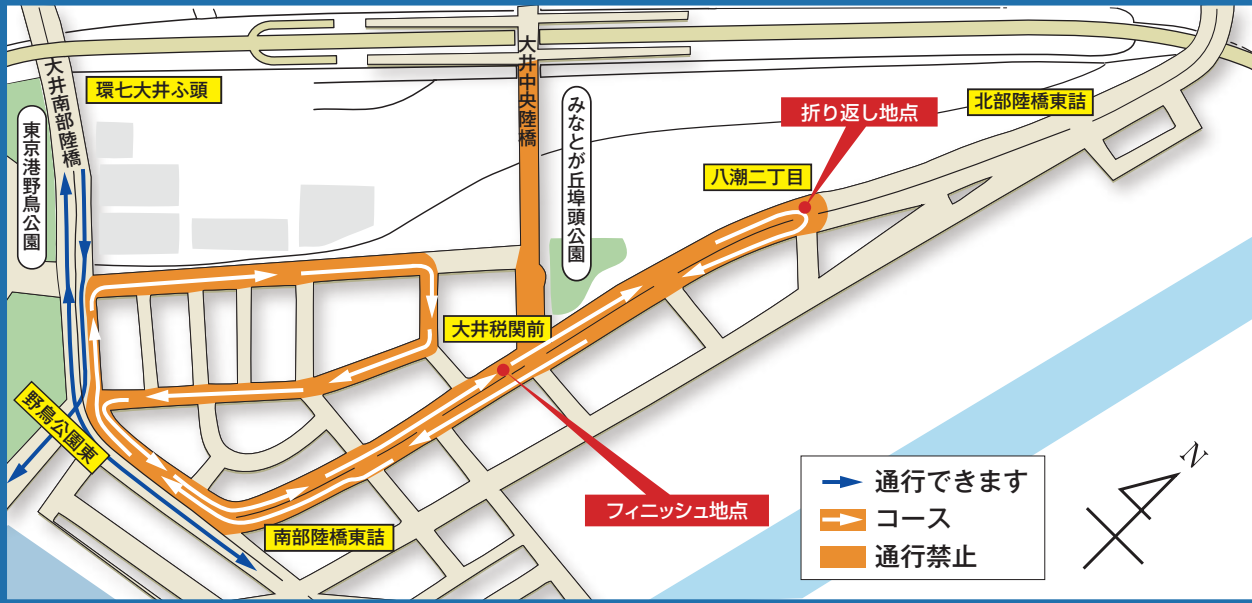 大井南部陸橋
環七大井ふ頭
東京港野鳥公園
大井中央陸橋
みなとが丘埠頭公園
折り返し地点
北部陸橋東詰
八潮二丁目
大井税関前
野鳥公園東
南部陸橋東詰
フィニッシュ地点
N
通行できます
コース
通行禁止